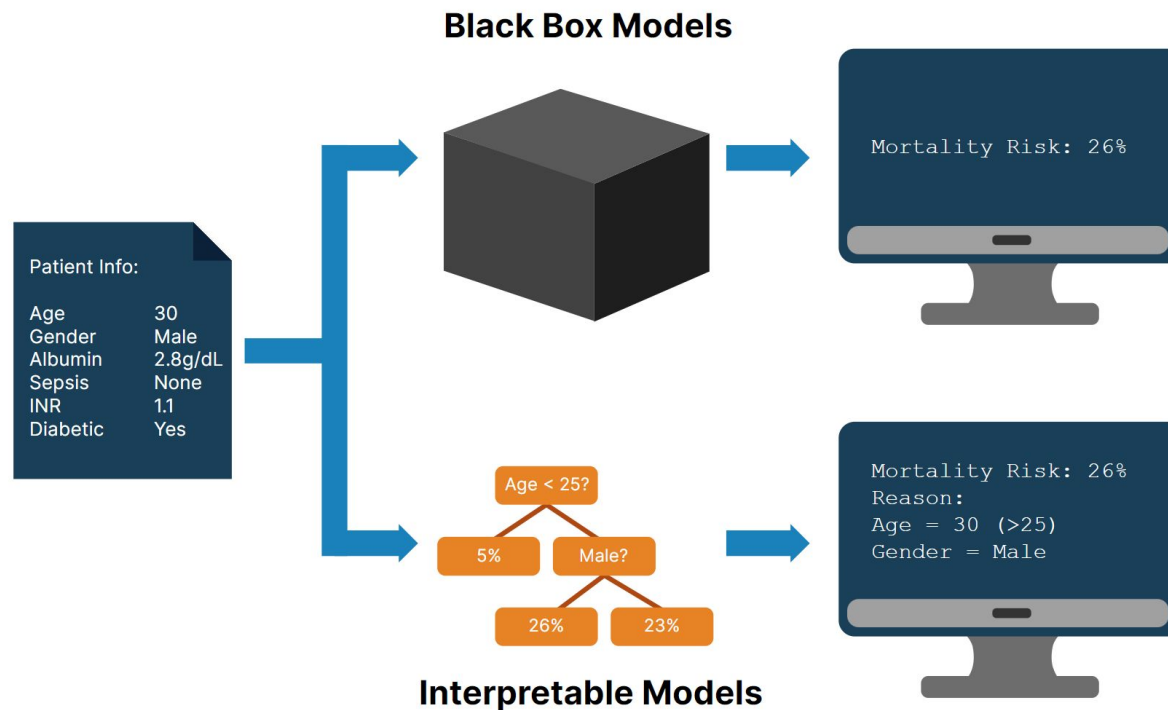 Black Box Models
Mortality Risk: 26%
Patient Info:
Age 30
Gender Male
Albumin 2.8g/dL
Sepsis None
INR 1.1
Diabetic Yes
Age < 25?
5% Male?
26% 23%
Mortality Risk: 26%
Reason:
Age = 30 (>25)
Gender = Male
Interpretable Models